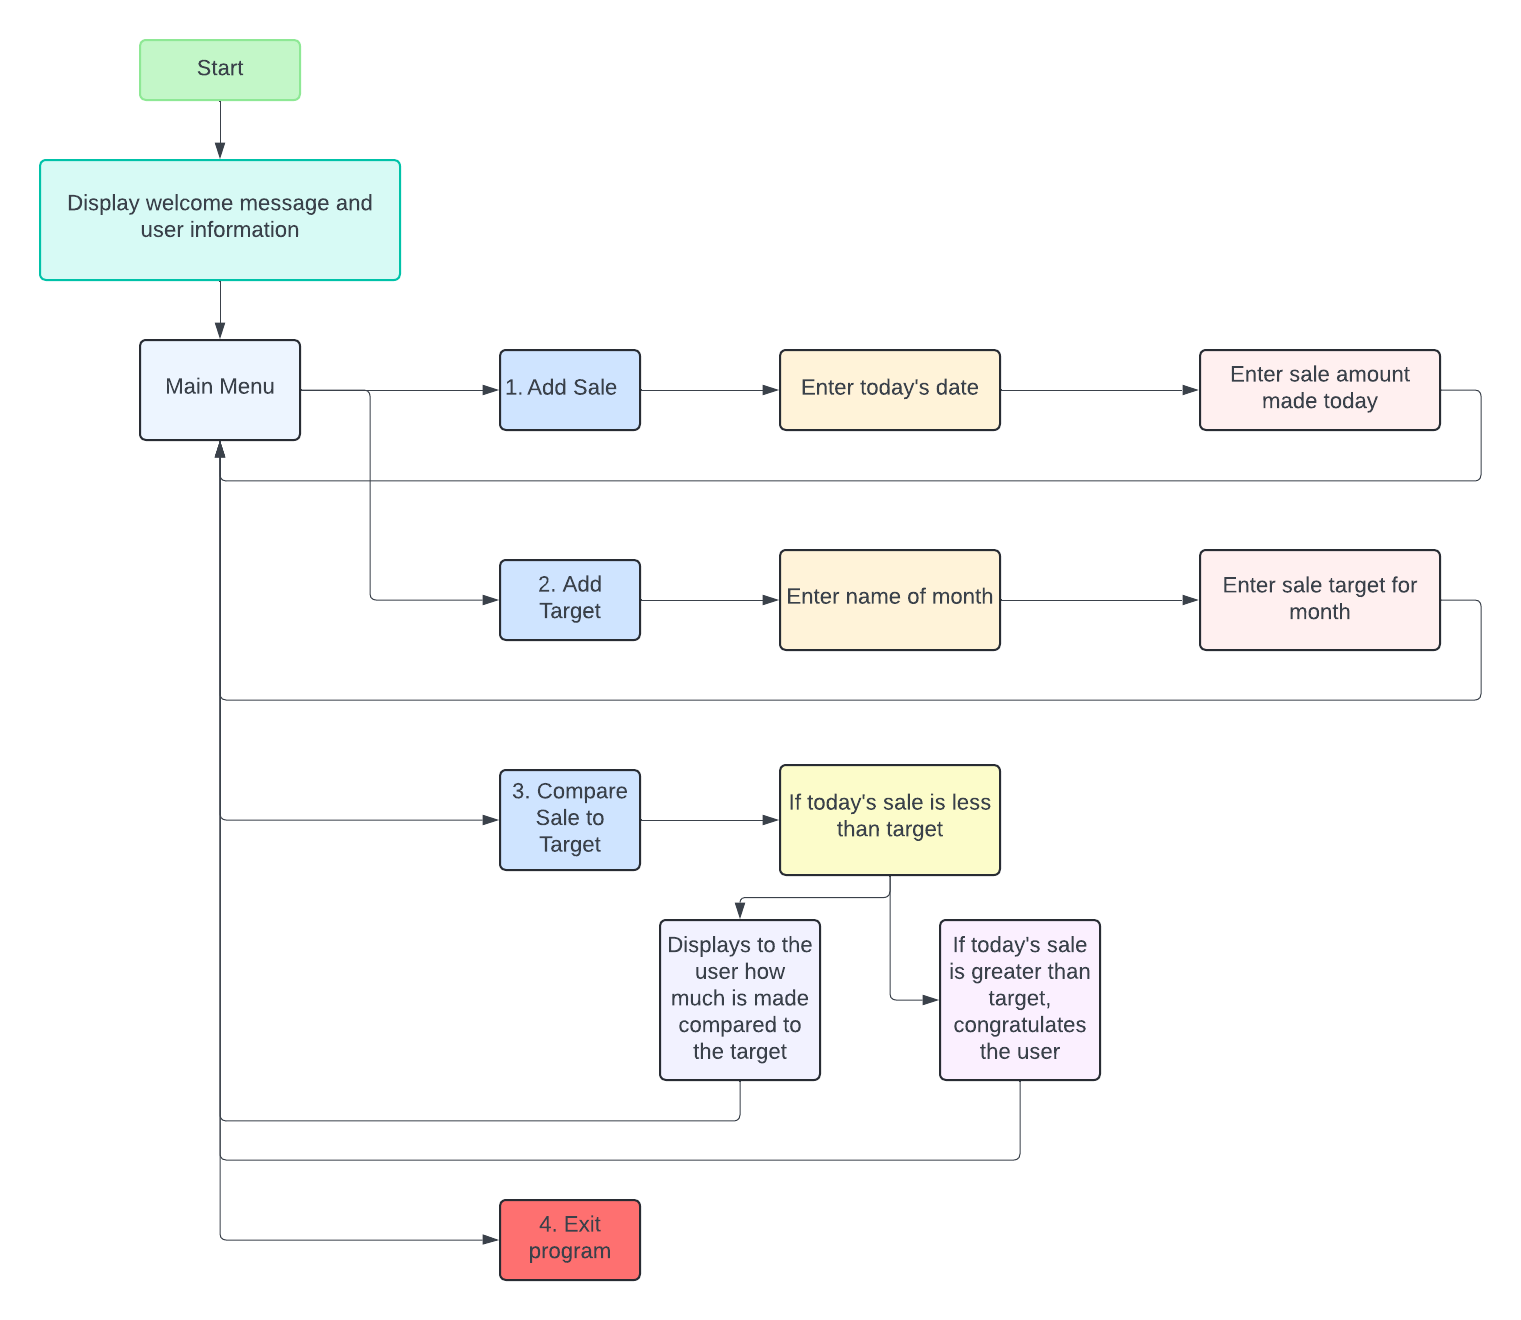 Start
Display welcome message and
user information
Main Menu
1. Add Sale
Enter today's date
Enter sale amount
made today
2. Add
Target
Enter name of month
Enter sale target for
month
3. Compare
Sale to
Target
If today's sale is less
than target
Displays to the
user how
much is made
compared to
the target
If today's sale
is greater than
target,
congratulates
the user
4. Exit
program